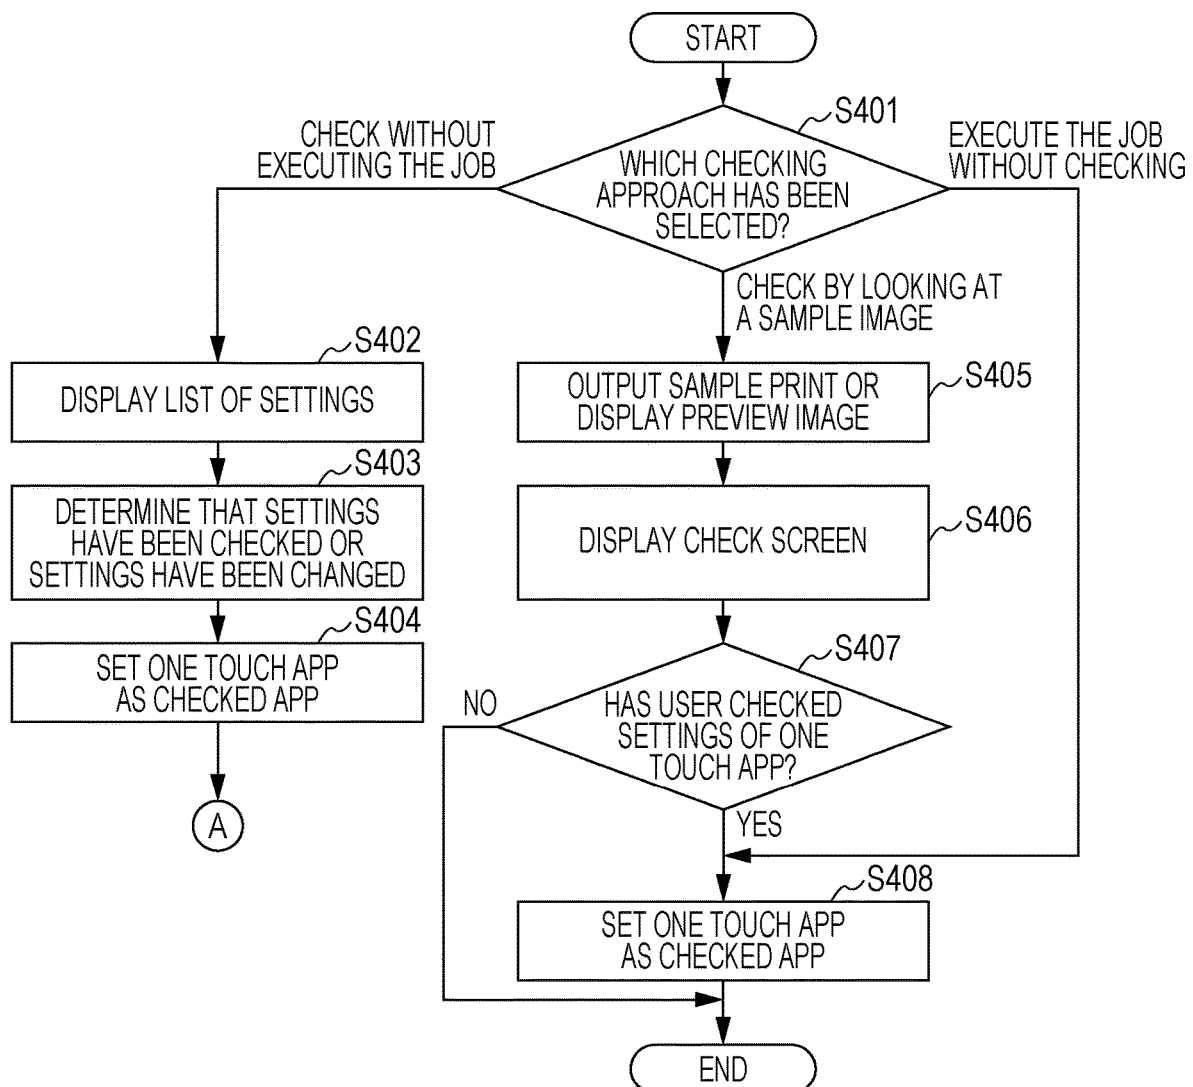 START
S401
CHECK WITHOUT
EXECUTING THE JOB
WHICH CHECKING
APPROACH HAS BEEN
SELECTED?
EXECUTE THE JOB
WITHOUT CHECKING
CHECK BY LOOKING AT
A SAMPLE IMAGE
S402
DISPLAY LIST OF SETTINGS
S403
DETERMINE THAT SETTINGS
HAVE BEEN CHECKED OR
SETTINGS HAVE BEEN CHANGED
S404
SET ONE TOUCH APP
AS CHECKED APP
A
S405
OUTPUT SAMPLE PRINT OR
DISPLAY PREVIEW IMAGE
S406
DISPLAY CHECK SCREEN
S407
NO
HAS USER CHECKED
SETTINGS OF ONE
TOUCH APP?
YES
S408
SET ONE TOUCH APP
AS CHECKED APP
END